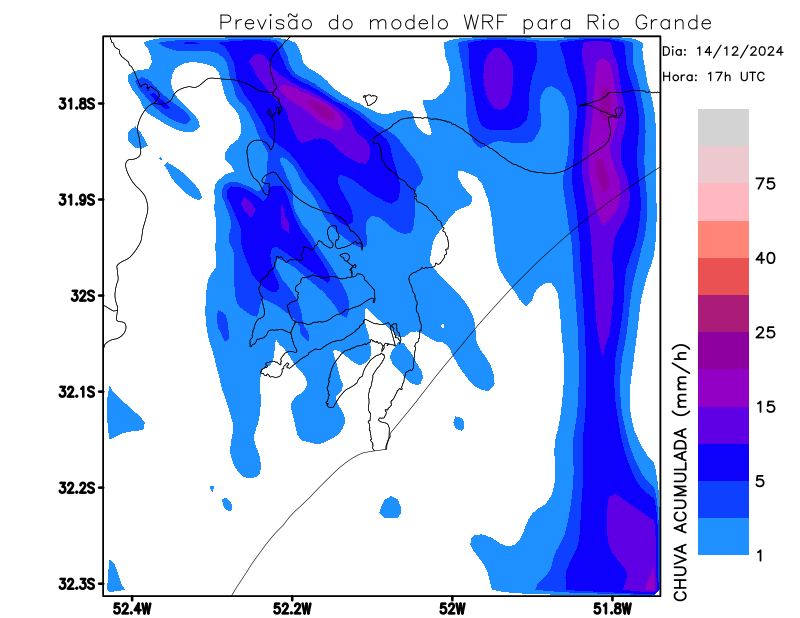 Previsão do modelo WRF para Rio Grande
Dia: 14/12/2024
Hora: 17h UTC
31.8S
31.9S
32S
32.1S
32.2S
32.3S
52.4W
52.2W
52W
51.8W
75
40
25
15
5
1
CHUVA ACUMULADA (mm/h)